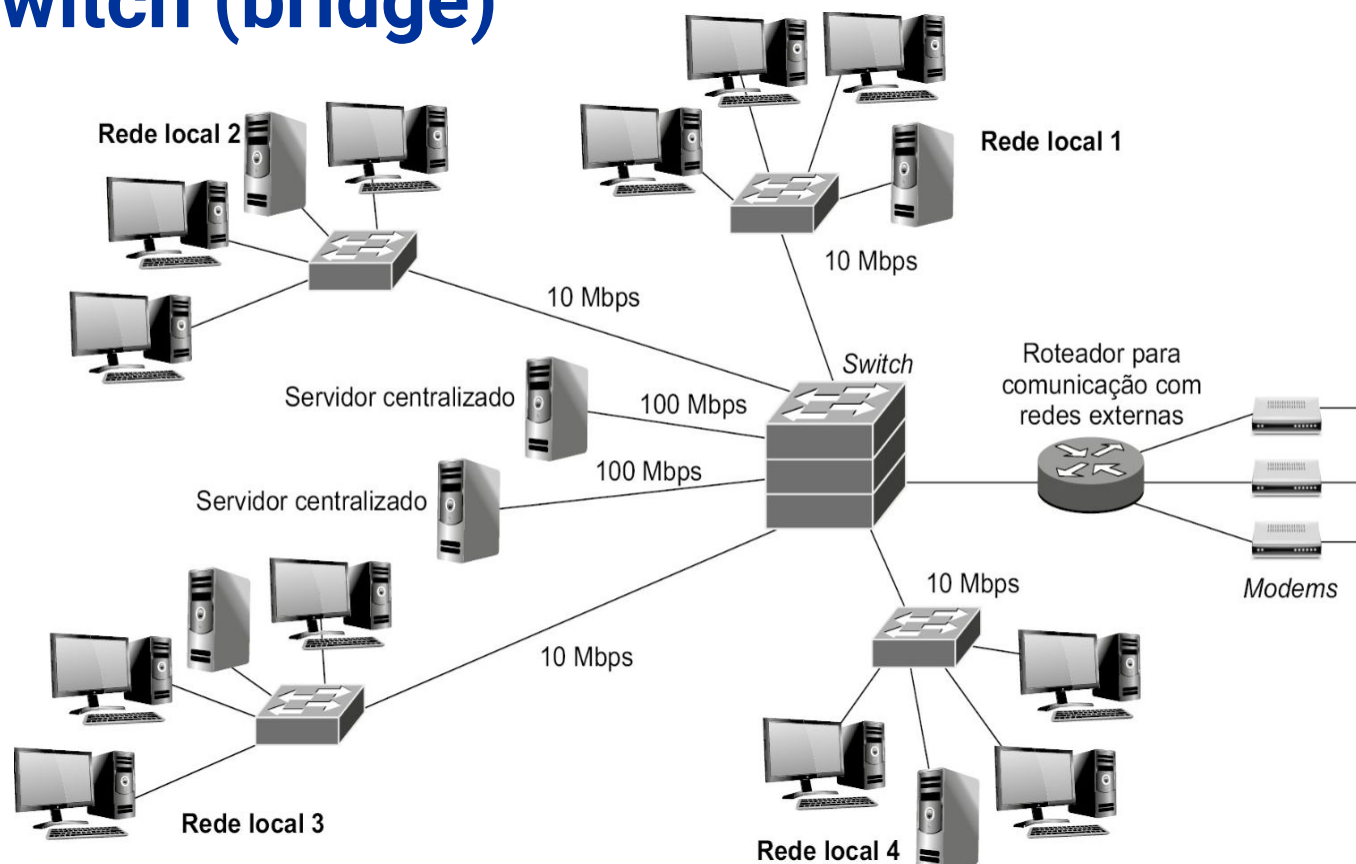 witch (bridge)
Rede local 2
Rede local 1
10 Mbps
10 Mbps
Switch
Roteador para
comunicação com
redes externas
Servidor centralizado
100 Mbps
100 Mbps
Servidor centralizado
10 Mbps
Modems
10 Mbps
Rede local 3
Rede local 4